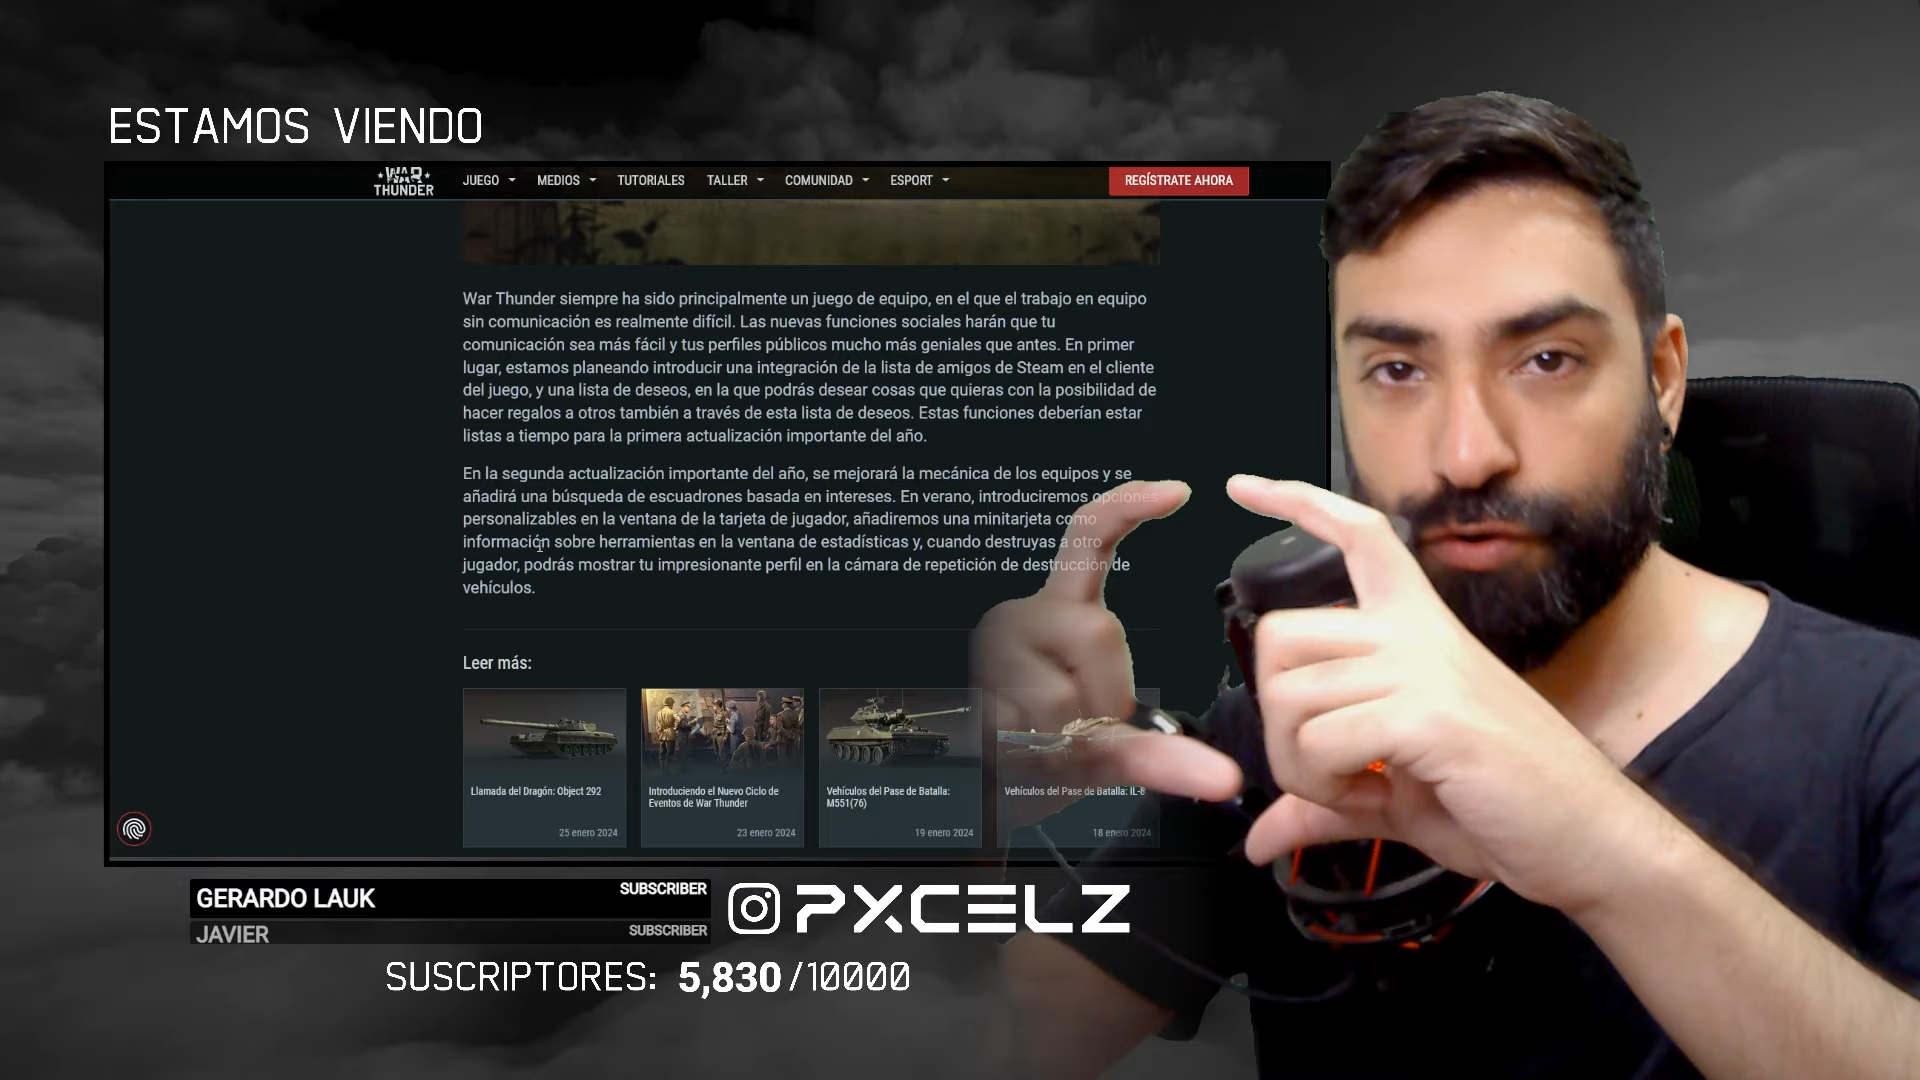 ESTAMOS VIENDO
WAR THUNDER
JUEGO MEDIOS TUTORIALES TALLER COMUNIDAD ESPORT REGÍSTRATE AHORA
War Thunder siempre ha sido principalmente un juego de equipo, en el que el trabajo en equipo
sin comunicación es realmente difícil. Las nuevas funciones sociales harán que tu
comunicación sea más fácil y tus perfiles públicos mucho más geniales que antes. En primer
lugar, estamos planeando introducir una integración de la lista de amigos de Steam en el cliente
del juego, y una lista de deseos, en la que podrás desear cosas que quieras con la posibilidad de
hacer regalos a otros también a través de esta lista de deseos. Estas funciones deberían estar
listas a tiempo para la primera actualización importante del año.
En la segunda actualización importante del año, se mejorará la mecánica de los equipos y se
añadirá una búsqueda de escuadrones basada en intereses. En verano, introduciremos opciones
personalizables en la ventana de la tarjeta de jugador, añadiremos una minitarjeta como
información sobre herramientas en la ventana de estadísticas y, cuando destruyas a otro
jugador, podrás mostrar tu impresionante perfil en la cámara de repetición de destrucción de
vehículos.
Leer más:
Llamada del Dragón: Object 292
25 enero 2024
Introduciendo el Nuevo Ciclo de
Eventos de War Thunder
23 enero 2024
Vehículos del Pase de Batalla:
M551(76)
19 enero 2024
Vehículos del Pase de Batalla: IL-8
18 enero 2024
GERARDO LAUK SUBSCRIBER
JAVIER SUBSCRIBER
PXCELZ
SUSCRIPTORES: 5,830/10000